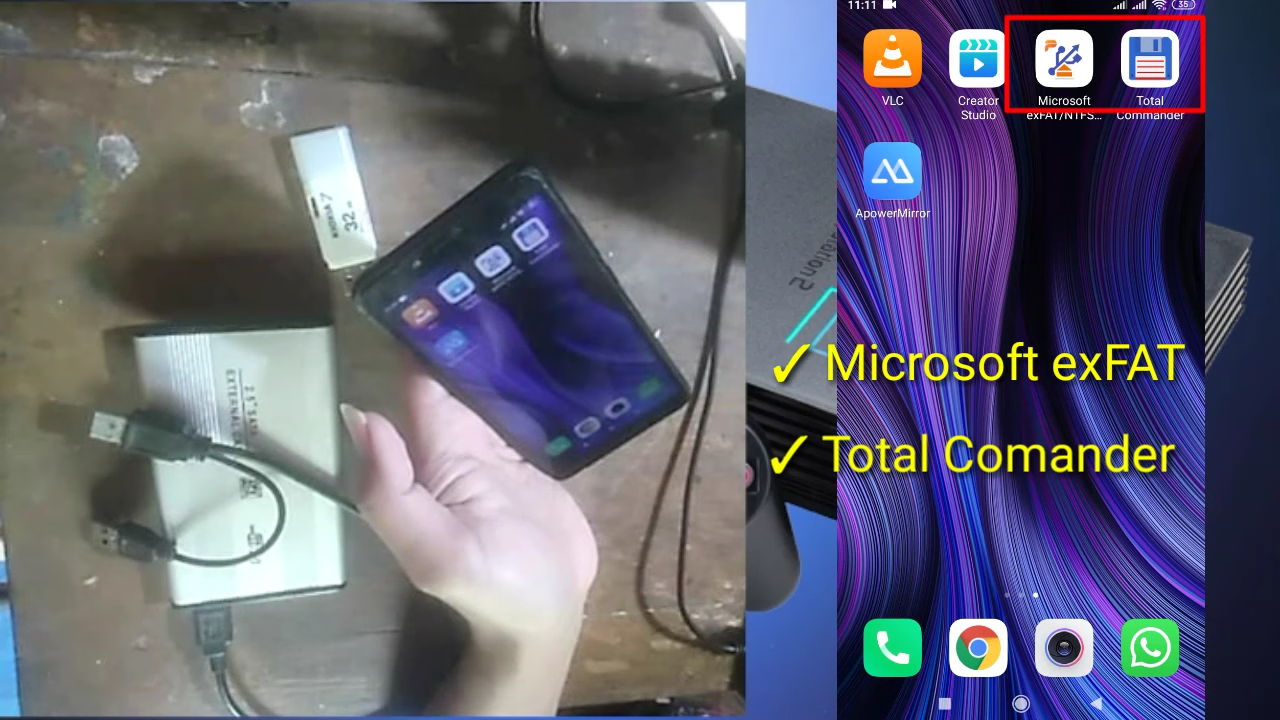 11:11
35
VLC
Creator
Studio
Microsoft
exFAT/NTFS...
Total
Commander
ApowerMirror
✓ Microsoft exFAT
✓ Total Comander
32
2.5" SATA
EXTERNAL